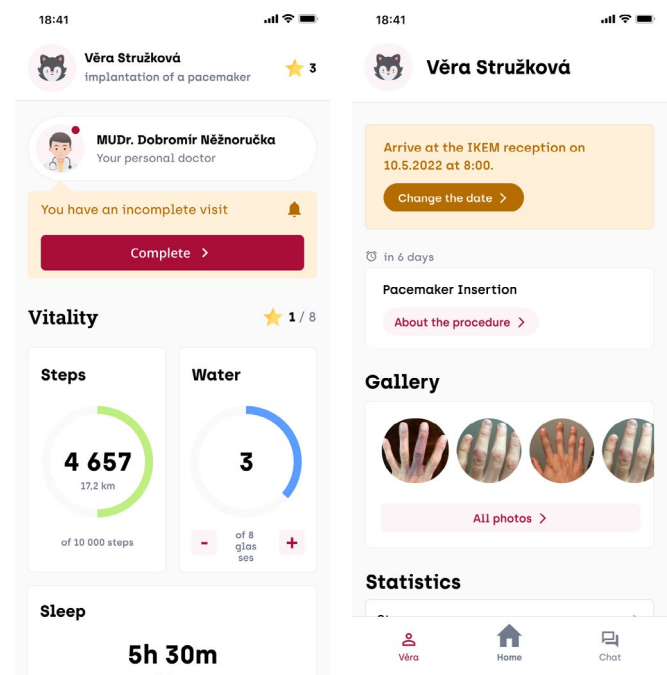 18:41
Věra Stružková
implantation of a pacemaker
3
MUDr. Dobromír Něžnoručka
Your personal doctor
You have an incomplete visit
Complete
Vitality
1 / 8
Steps
4 657
17,2 km
of 10 000 steps
Water
3
-
of 8
glas
ses
+
Sleep
5h 30m
18:41
Věra Stružková
Arrive at the IKEM reception on
10.5.2022 at 8:00.
Change the date
in 6 days
Pacemaker Insertion
About the procedure
Gallery
All photos
Statistics
Věra
Home
Chat